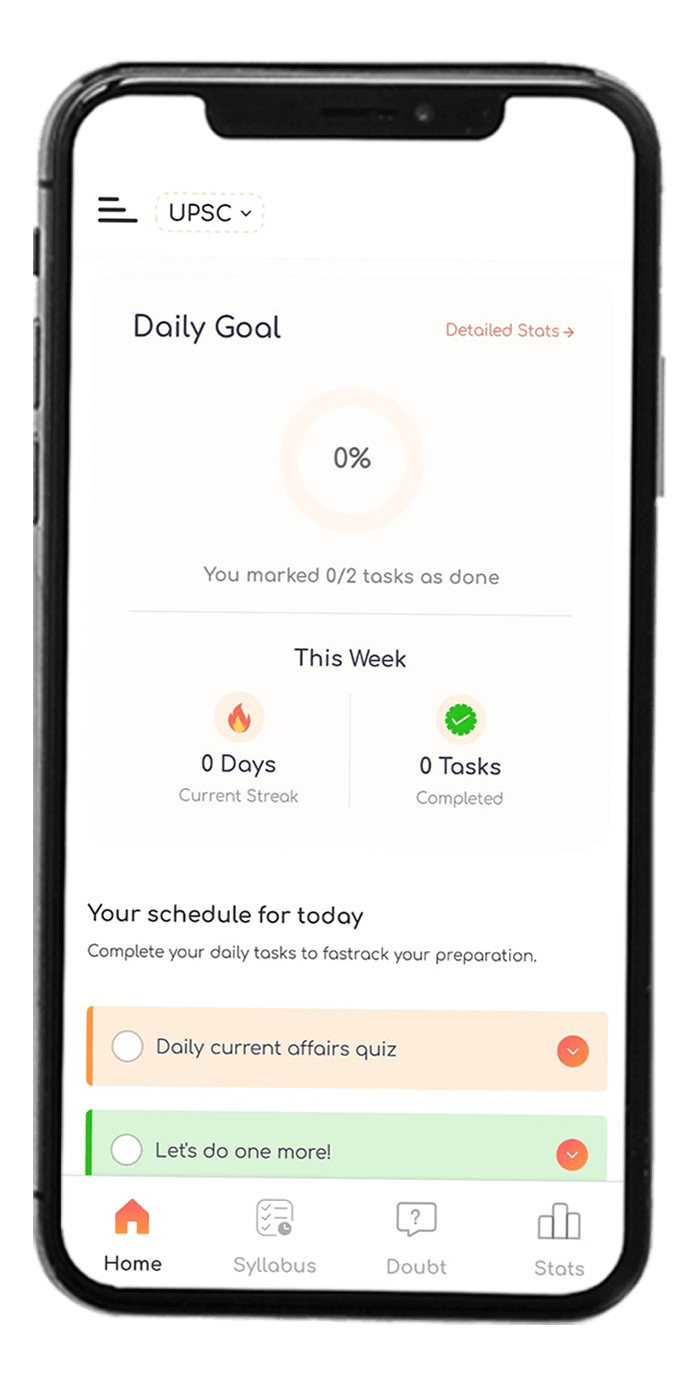 UPSC
Daily Goal
Detailed Stats →
0%
You marked 0/2 tasks as done
This Week
0 Days
Current Streak
0 Tasks
Completed
Your schedule for today
Complete your daily tasks to fastrack your preparation.
Daily current affairs quiz
Let's do one more!
?
Home
Syllabus
Doubt
Stats